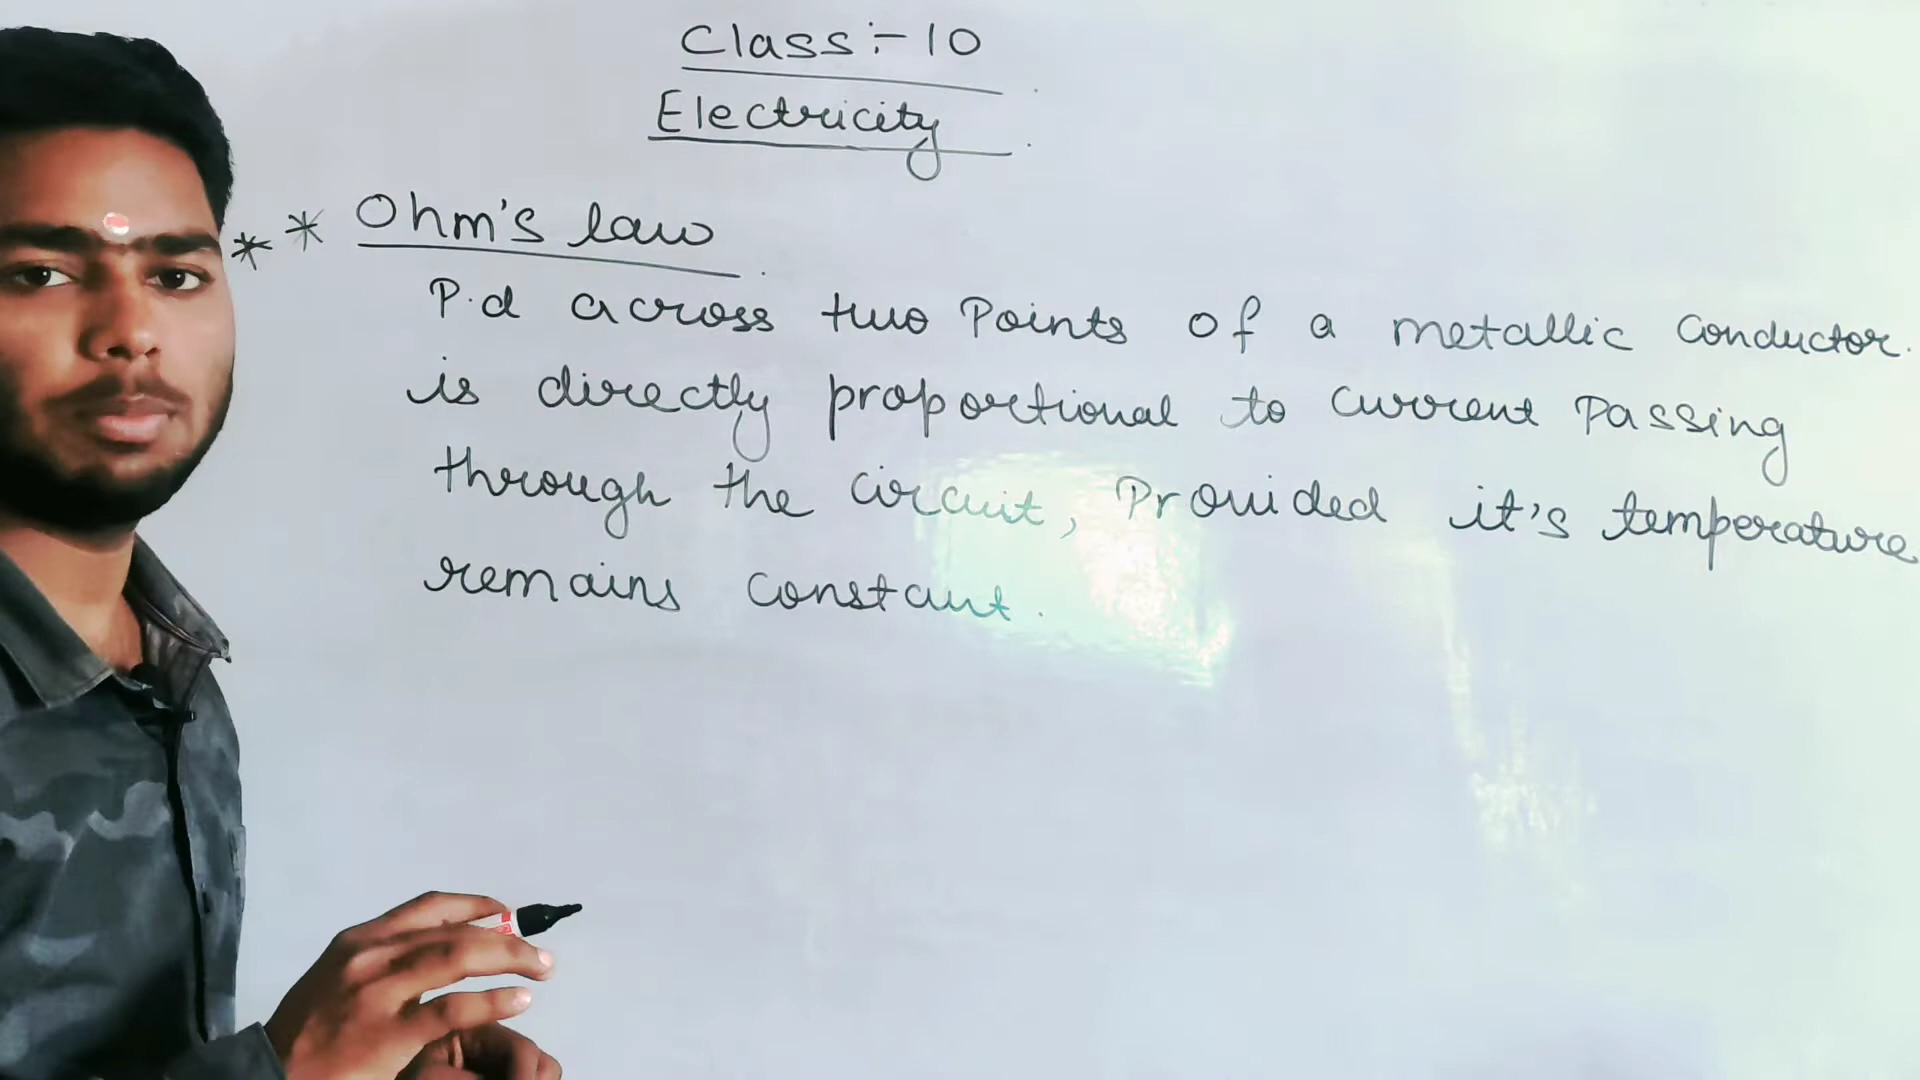 Class :- 10
Electricity
** Ohm's law
P.d across two Points of a metallic Conductor.
is directly proportional to current Passing
through the circuit, Provided it's temperature
remains constant.